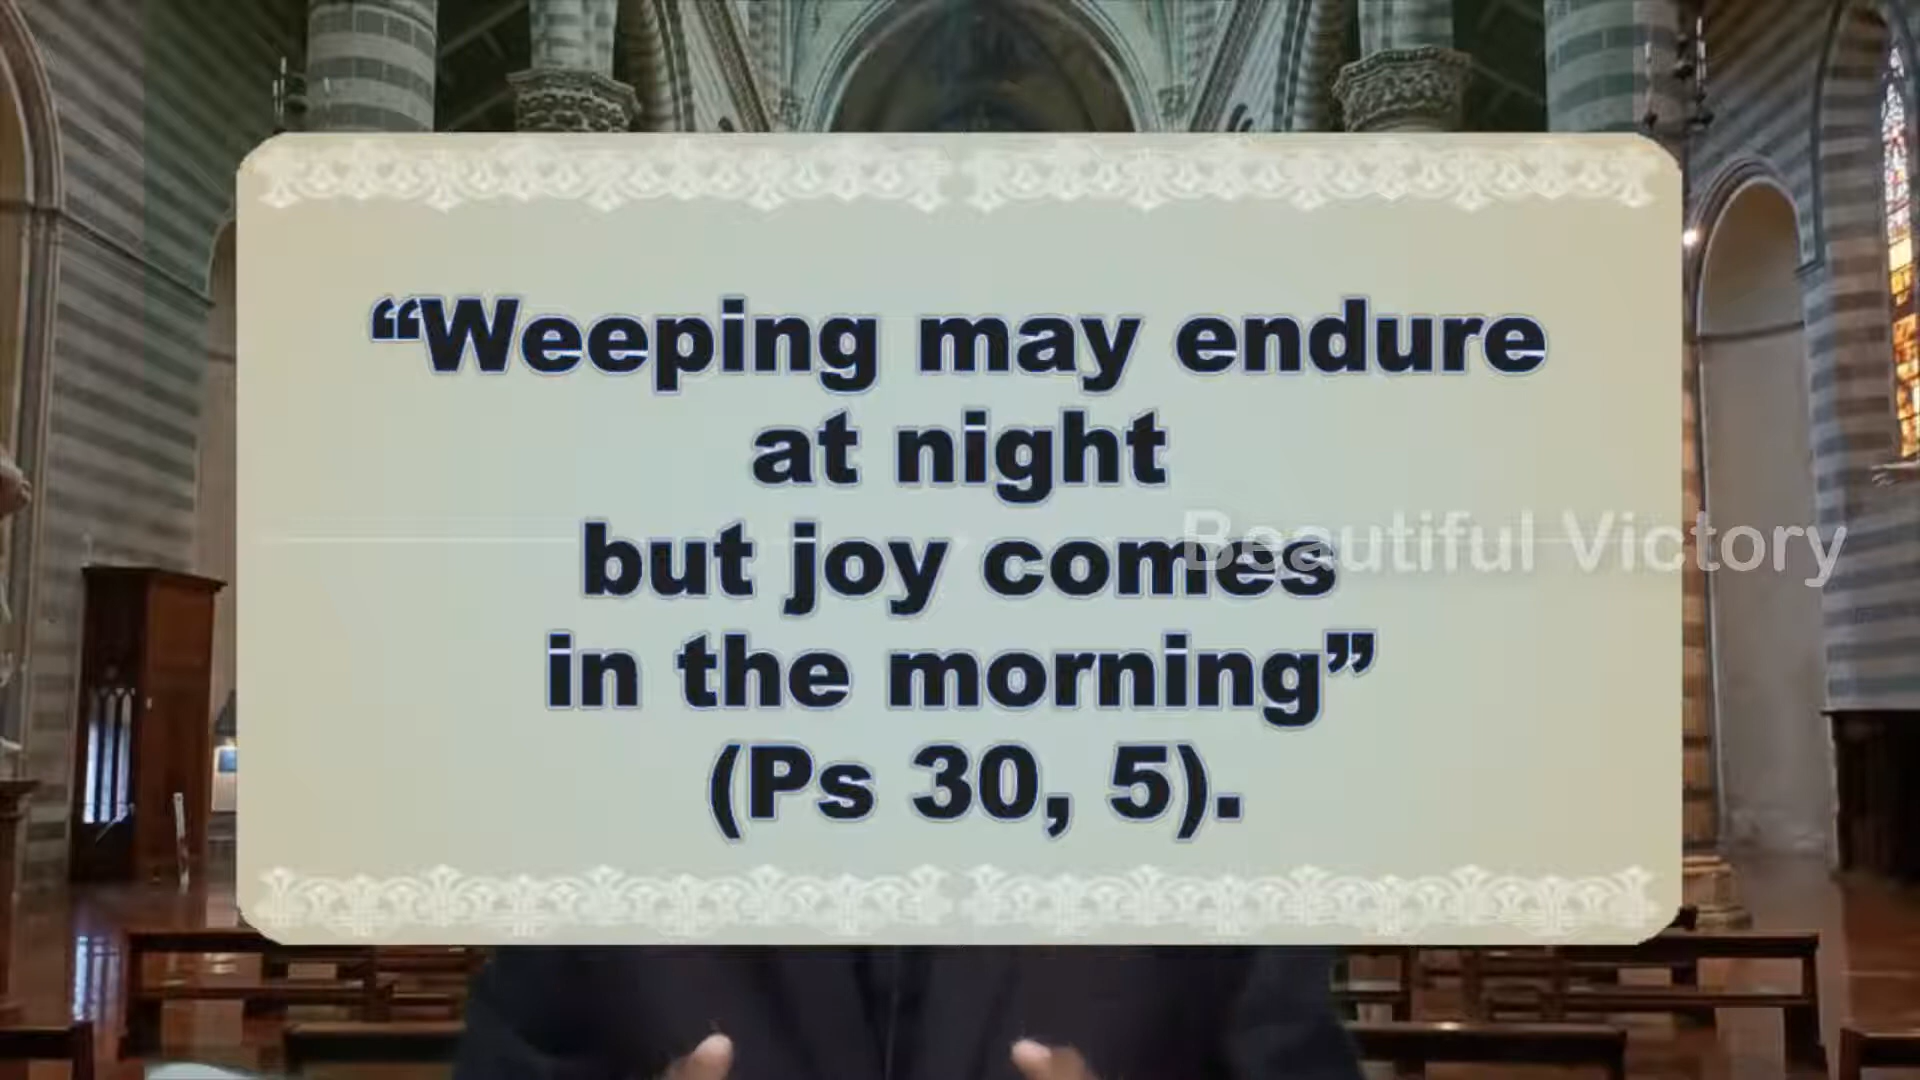 “Weeping may endure
at night
but joy comes
in the morning”
(Ps 30, 5).
Beautiful Victory